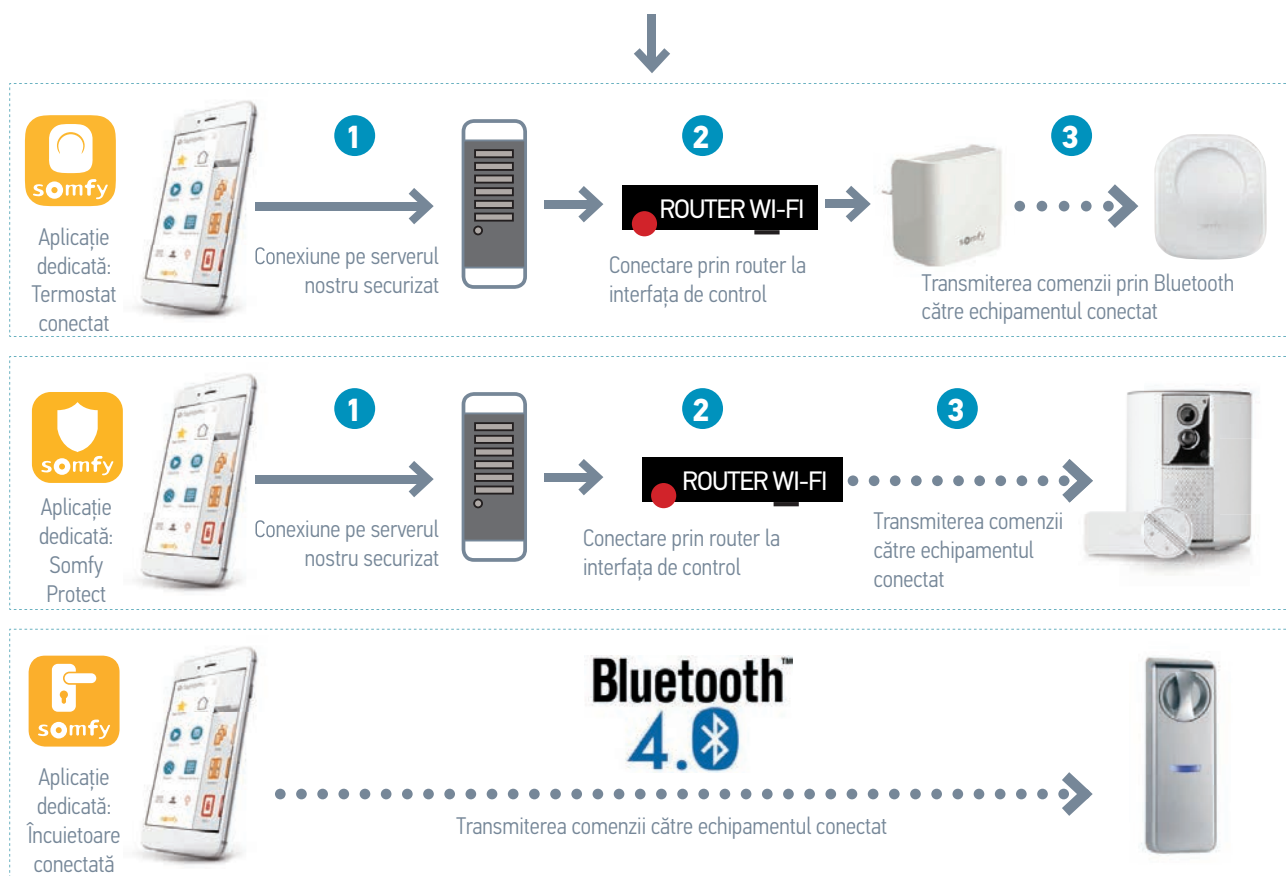 1
2
3
somfy
ROUTER WI-FI
somfy
Aplicație
dedicată:
Termostat
conectat
Conexiune pe serverul
nostru securizat
Conectare prin router la
interfața de control
Transmiterea comenzii prin Bluetooth
către echipamentul conectat
1
2
3
somfy
ROUTER WI-FI
Aplicație
dedicată:
Somfy
Protect
Conexiune pe serverul
nostru securizat
Conectare prin router la
interfața de control
Transmiterea comenzii
către echipamentul
conectat
somfy
Bluetooth™
4.0
Aplicație
dedicată:
Încuietoare
conectată
Transmiterea comenzii către echipamentul conectat